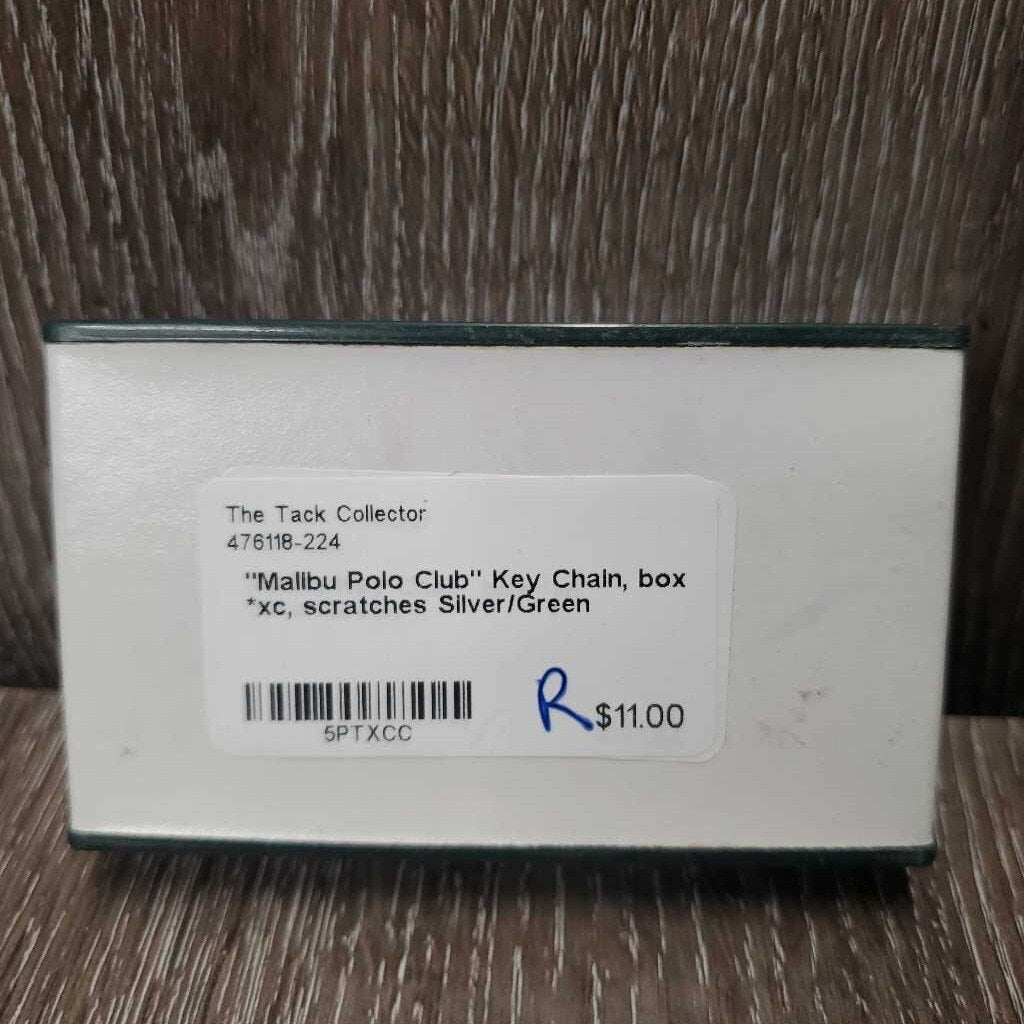 The Tack Collector
476118-224
"Malibu Polo Club" Key Chain, box
*xc, scratches Silver/Green
R $11.00
5PTXCC